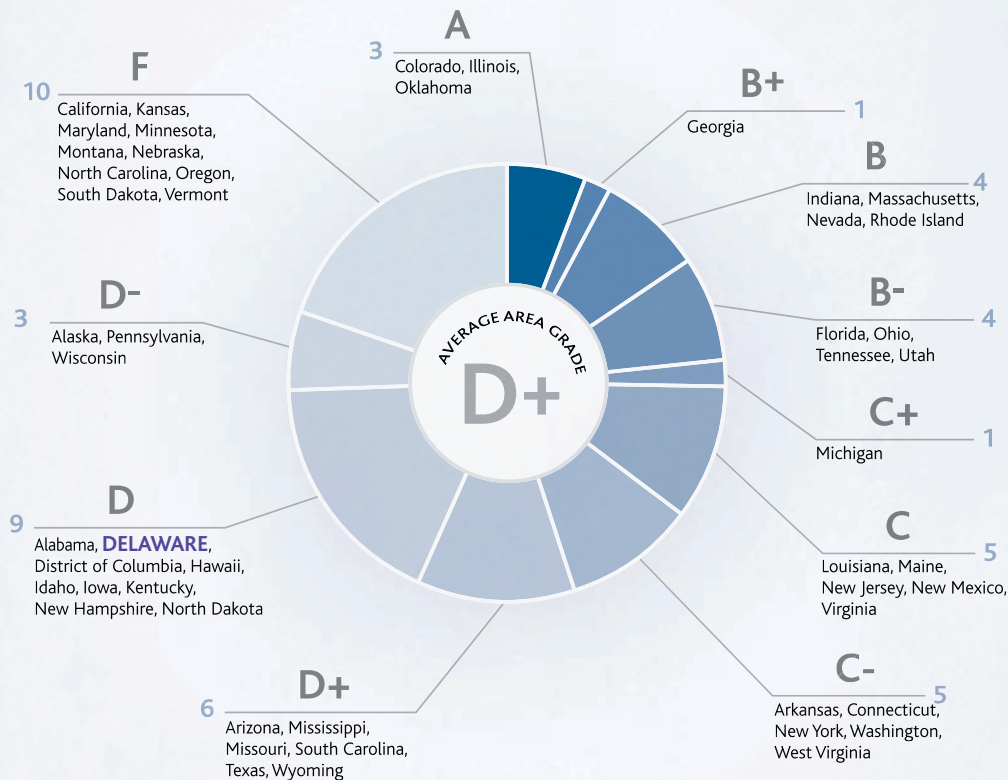 A
3
Colorado, Illinois,
Oklahoma
B+
1
Georgia
B
4
Indiana, Massachusetts,
Nevada, Rhode Island
B-
4
Florida, Ohio,
Tennessee, Utah
C+
1
Michigan
C
5
Louisiana, Maine,
New Jersey, New Mexico,
Virginia
C-
5
Arkansas, Connecticut,
New York, Washington,
West Virginia
D+
6
Arizona, Mississippi,
Missouri, South Carolina,
Texas, Wyoming
D
9
Alabama, DELAWARE,
District of Columbia, Hawaii,
Idaho, Iowa, Kentucky,
New Hampshire, North Dakota
D-
3
Alaska, Pennsylvania,
Wisconsin
F
10
California, Kansas,
Maryland, Minnesota,
Montana, Nebraska,
North Carolina, Oregon,
South Dakota, Vermont
AVERAGE AREA GRADE
D+